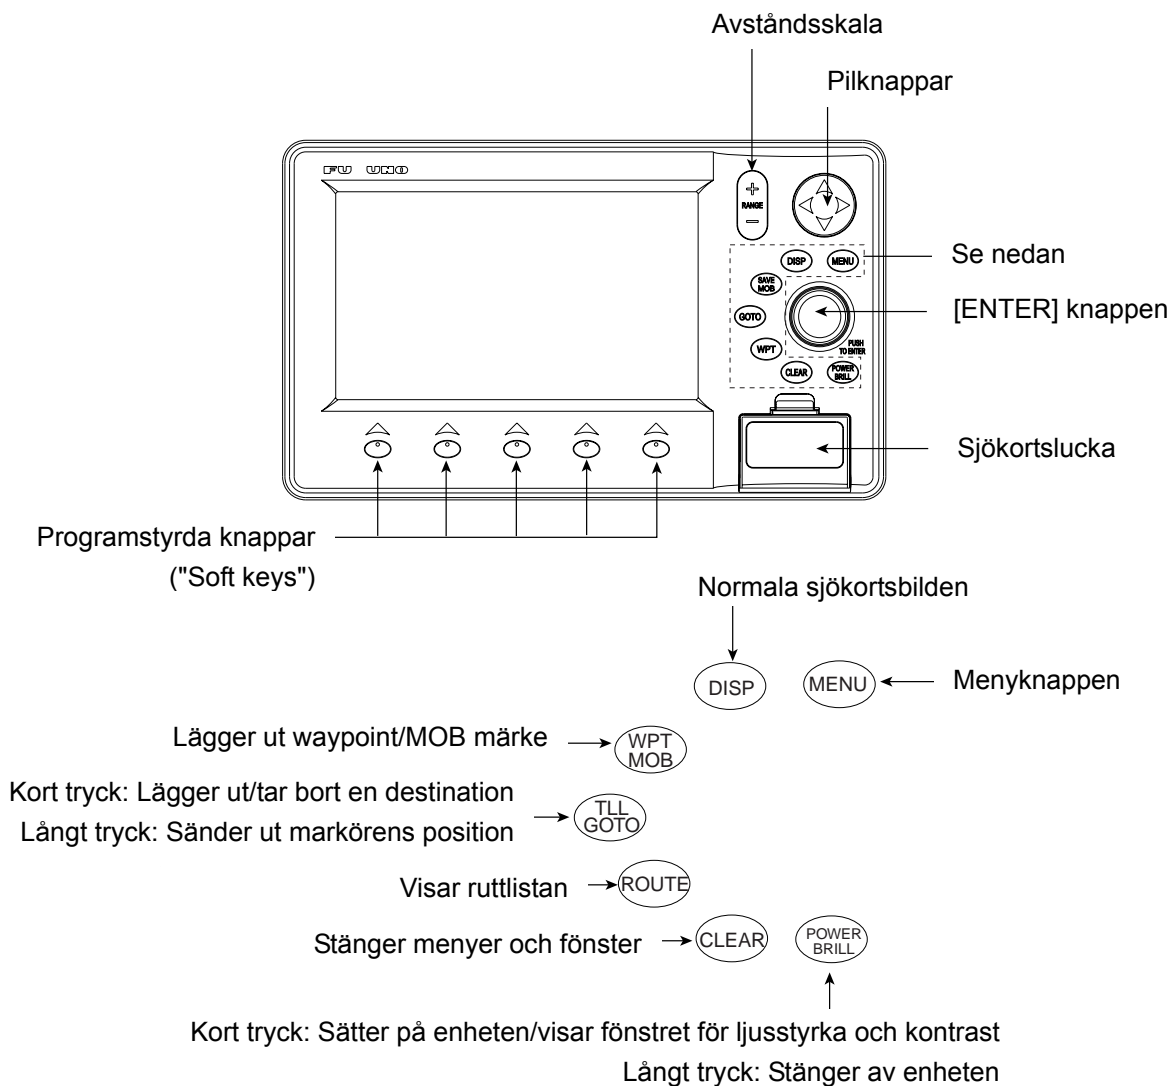 Avståndsskala
Pilknappar
FU UNO
+
RANGE
−
Se nedan
DISP
MENU
SAVE
MOB
[ENTER] knappen
GOTO
WPT
PUSH
TO ENTER
CLEAR
POWER
BRILL
Sjökortslucka
Programstyrda knappar
("Soft keys")
Normala sjökortsbilden
DISP
MENU
Menyknappen
Lägger ut waypoint/MOB märke
WPT
MOB
Kort tryck: Lägger ut/tar bort en destination
Långt tryck: Sänder ut markörens position
TLL
GOTO
Visar ruttlistan
ROUTE
Stänger menyer och fönster
CLEAR
POWER
BRILL
Kort tryck: Sätter på enheten/visar fönstret för ljusstyrka och kontrast
Långt tryck: Stänger av enheten